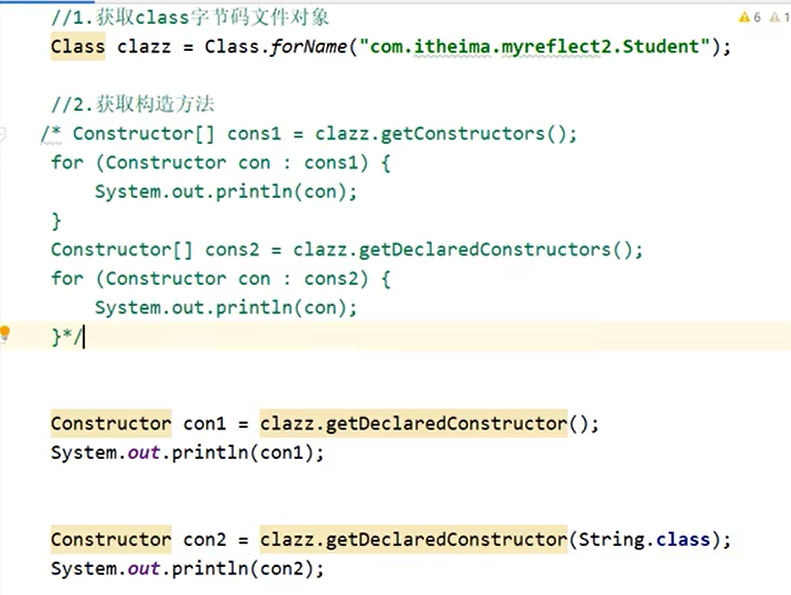 //1.获取class字节码文件对象
6 1
Class clazz = Class.forName("com.itheima.myreflect2.Student");
//2.获取构造方法
/* Constructor[] cons1 = clazz.getConstructors();
for (Constructor con : cons1) {
System.out.println(con);
}
Constructor[] cons2 = clazz.getDeclaredConstructors();
for (Constructor con : cons2) {
System.out.println(con);
}*/
Constructor con1 = clazz.getDeclaredConstructor();
System.out.println(con1);
Constructor con2 = clazz.getDeclaredConstructor(String.class);
System.out.println(con2);